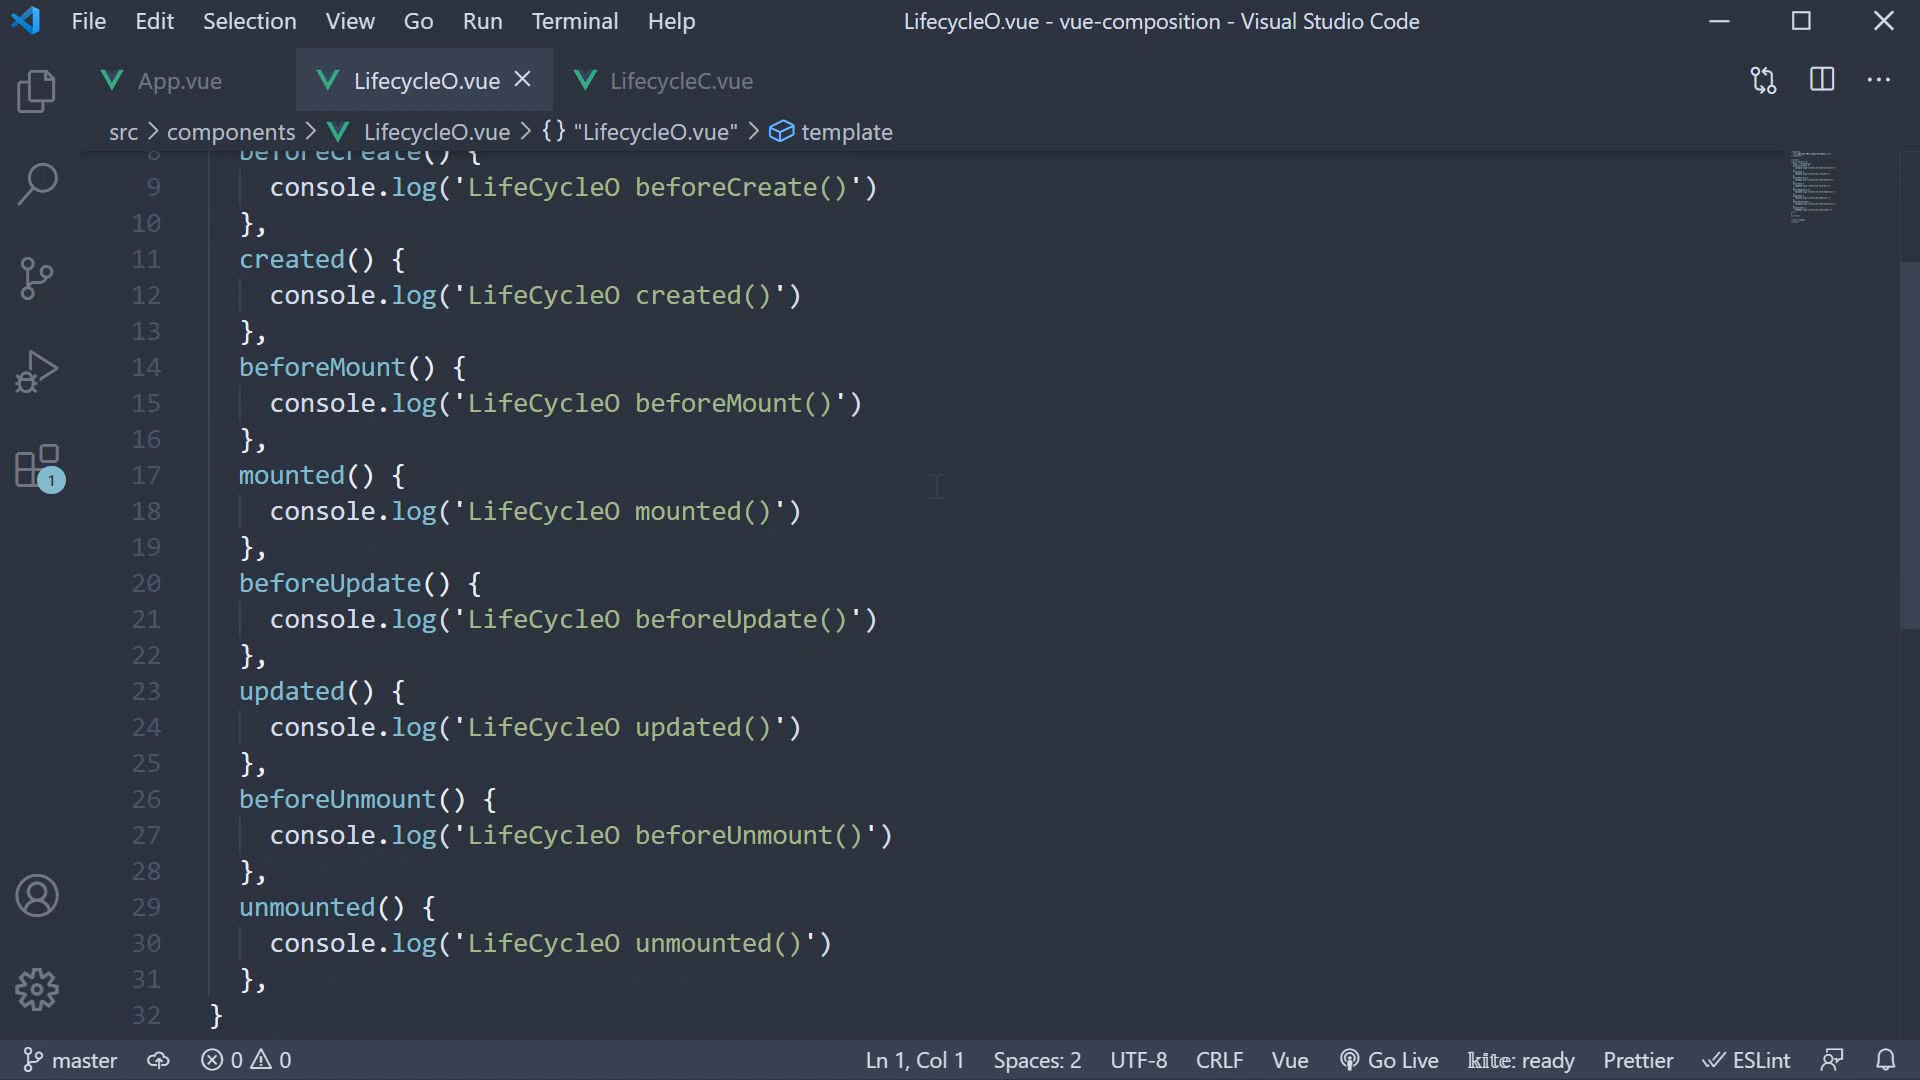 File Edit Selection View Go Run Terminal Help LifecycleO.vue - vue-composition - Visual Studio Code
App.vue LifecycleO.vue LifecycleC.vue
src > components > LifecycleO.vue > {} "LifecycleO.vue" > template
8 beforeCreate() {
9 console.log('LifeCycleO beforeCreate()')
10 },
11 created() {
12 console.log('LifeCycleO created()')
13 },
14 beforeMount() {
15 console.log('LifeCycleO beforeMount()')
16 },
17 mounted() {
18 console.log('LifeCycleO mounted()')
19 },
20 beforeUpdate() {
21 console.log('LifeCycleO beforeUpdate()')
22 },
23 updated() {
24 console.log('LifeCycleO updated()')
25 },
26 beforeUnmount() {
27 console.log('LifeCycleO beforeUnmount()')
28 },
29 unmounted() {
30 console.log('LifeCycleO unmounted()')
31 },
32 }
1
master 0 0 Ln 1, Col 1 Spaces: 2 UTF-8 CRLF Vue Go Live kite: ready Prettier ESLint